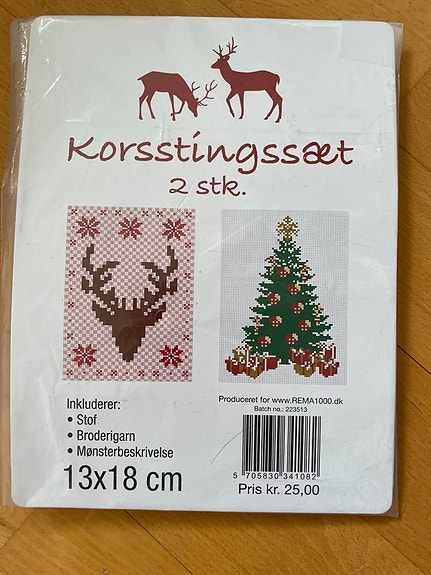 Korsstingssæt
2 stk.
Inkluderer:
• Stof
• Broderigarn
• Mønsterbeskrivelse
13x18 cm
Produceret for www.REMA1000.dk
Batch no.: 223513
5 705830 341082
Pris kr. 25,00